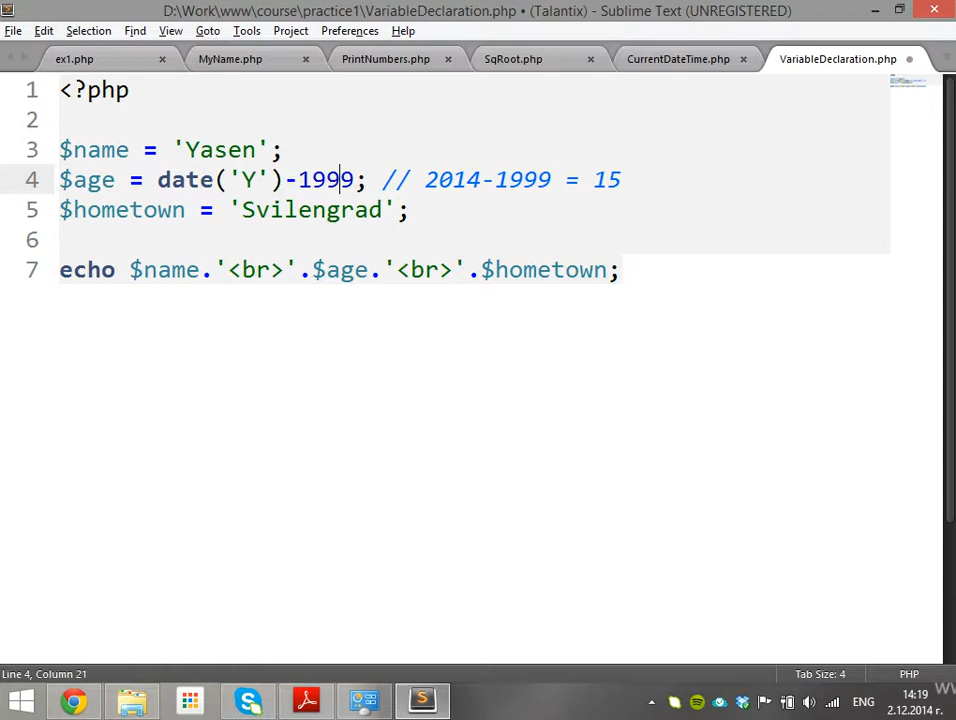 D:\Work\www\course\practice1\VariableDeclaration.php • (Talantix) - Sublime Text (UNREGISTERED)
File Edit Selection Find View Goto Tools Project Preferences Help
ex1.php MyName.php PrintNumbers.php SqRoot.php CurrentDateTime.php VariableDeclaration.php
1 <?php
2
3 $name = 'Yasen';
4 $age = date('Y')-1999; // 2014-1999 = 15
5 $hometown = 'Svilengrad';
6
7 echo $name.'<br>'.$age.'<br>'.$hometown;
Line 4, Column 21 Tab Size: 4 PHP
ENG 14:19
2.12.2014 г.